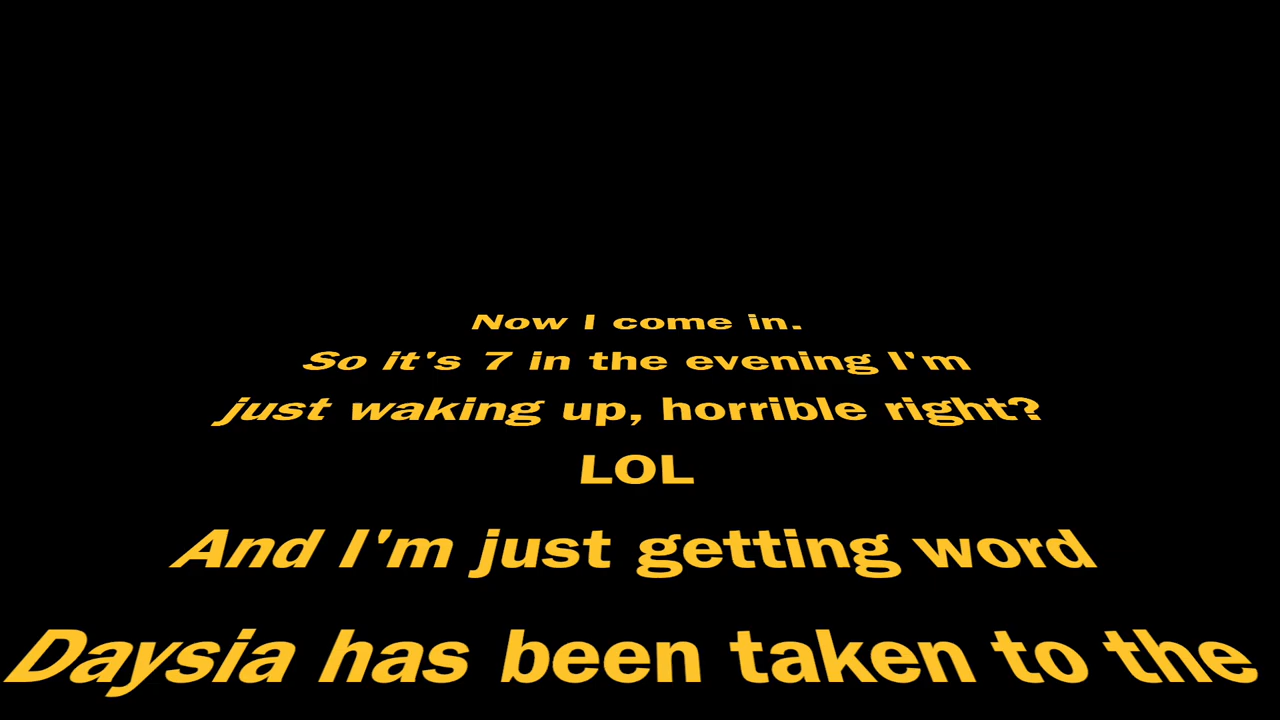 Now I come in.
So it's 7 in the evening I'm
just waking up, horrible right?
LOL
And I'm just getting word
Daysia has been taken to the